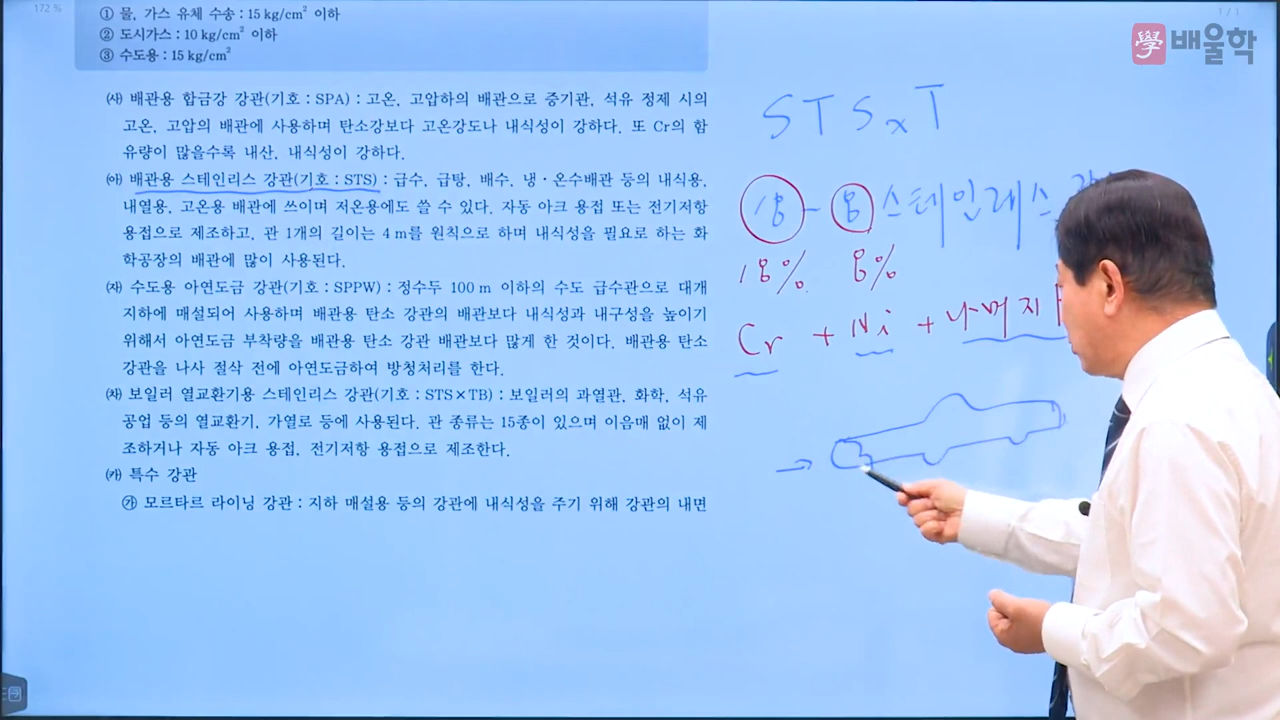 172 %
1 / 1
學 배울학
① 물, 가스 유체 수송 : 15 kg/cm² 이하
② 도시가스 : 10 kg/cm² 이하
③ 수도용 : 15 kg/cm²
㈔ 배관용 합금강 강관(기호 : SPA) : 고온, 고압하의 배관으로 증기관, 석유 정제 시의
고온, 고압의 배관에 사용하며 탄소강보다 고온강도나 내식성이 강하다. 또 Cr의 함
유량이 많을수록 내산, 내식성이 강하다.
㈕ 배관용 스테인리스 강관(기호 : STS) : 급수, 급탕, 배수, 냉·온수배관 등의 내식용,
내열용, 고온용 배관에 쓰이며 저온용에도 쓸 수 있다. 자동 아크 용접 또는 전기저항
용접으로 제조하고, 관 1개의 길이는 4 m를 원칙으로 하며 내식성을 필요로 하는 화
학공장의 배관에 많이 사용된다.
㈖ 수도용 아연도금 강관(기호 : SPPW) : 정수두 100 m 이하의 수도 급수관으로 대개
지하에 매설되어 사용하며 배관용 탄소 강관의 배관보다 내식성과 내구성을 높이기
위해서 아연도금 부착량을 배관용 탄소 강관 배관보다 많게 한 것이다. 배관용 탄소
강관을 나사 절삭 전에 아연도금하여 방청처리를 한다.
㈗ 보일러 열교환기용 스테인리스 강관(기호 : STS×TB) : 보일러의 과열관, 화학, 석유
공업 등의 열교환기, 가열로 등에 사용된다. 관 종류는 15종이 있으며 이음매 없이 제
조하거나 자동 아크 용접, 전기저항 용접으로 제조한다.
㈘ 특수 강관
㉮ 모르타르 라이닝 강관 : 지하 매설용 등의 강관에 내식성을 주기 위해 강관의 내면
STS×T
18 - 8 스테인레스
18% 8%
Cr + Ni + 나머지